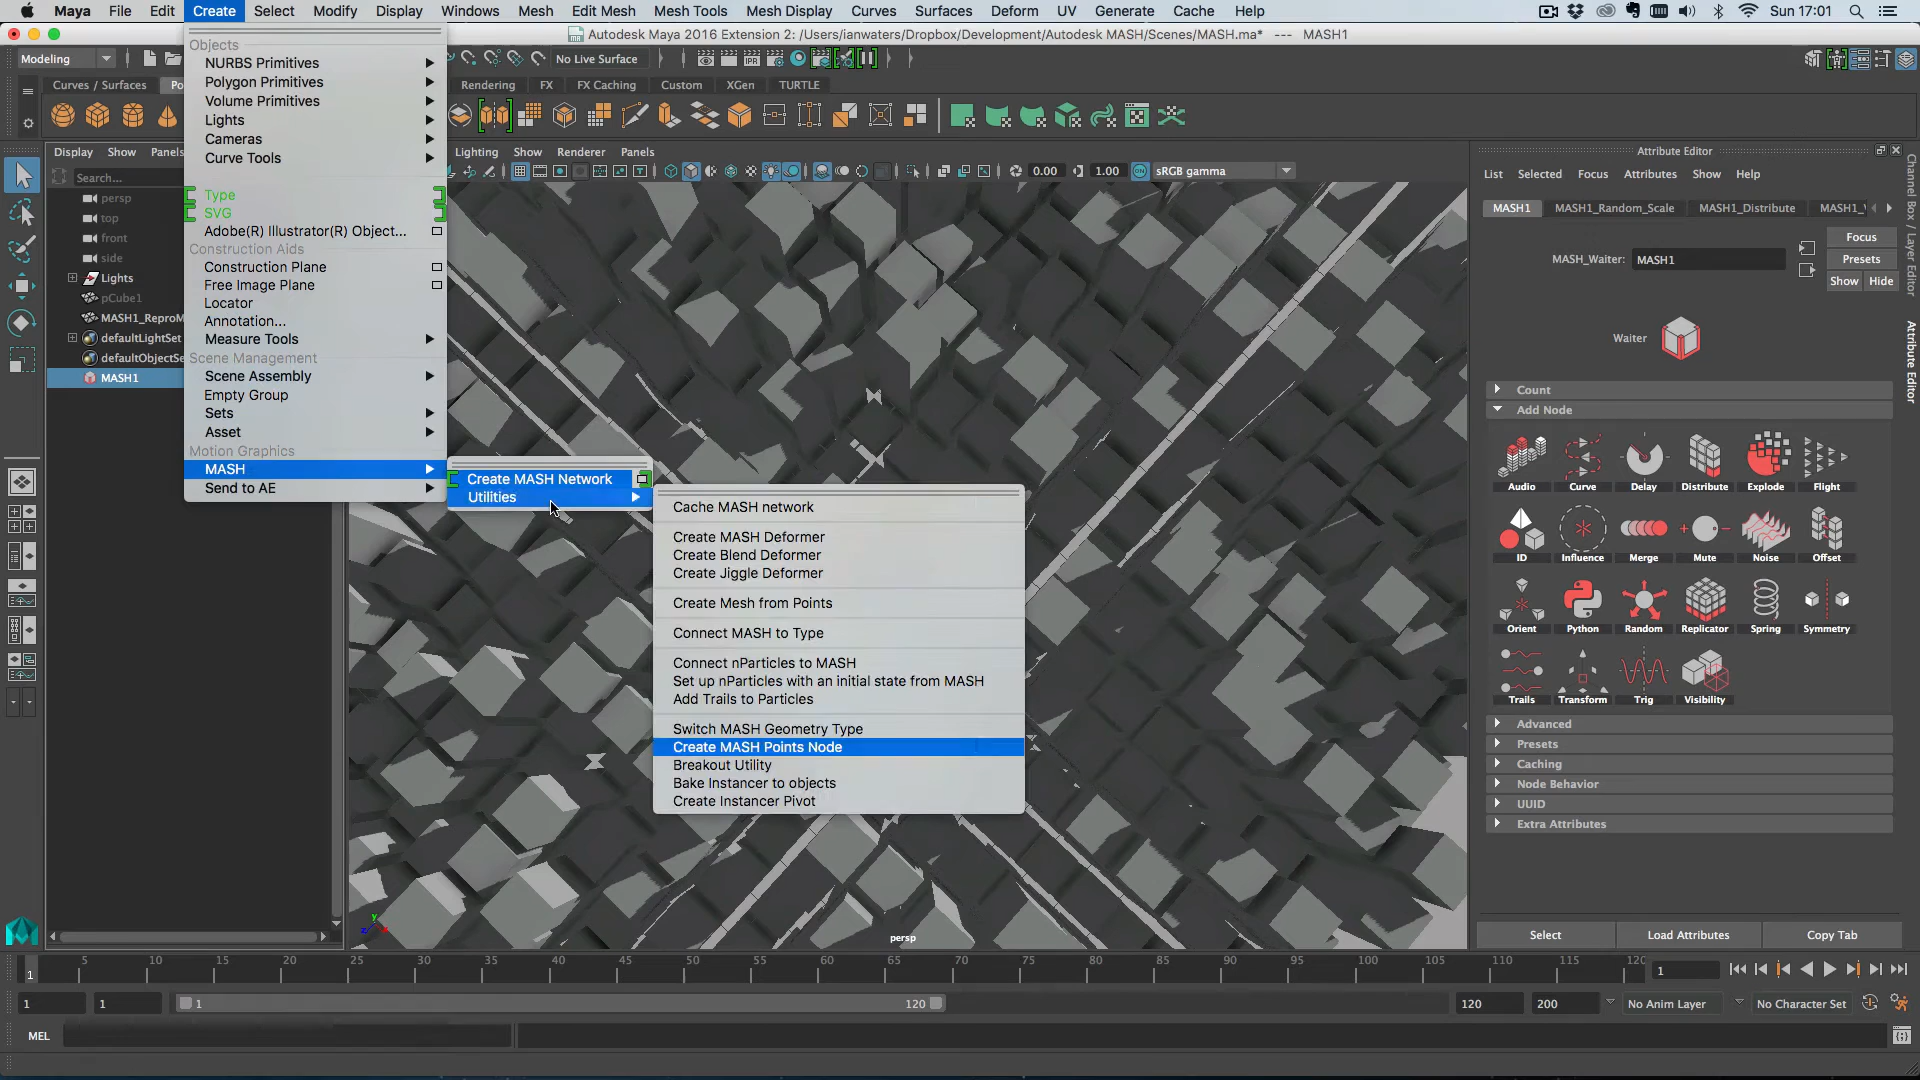 Maya File Edit Create Select Modify Display Windows Mesh Edit Mesh Mesh Tools Mesh Display Curves Surfaces Deform UV Generate Cache Help Sun 17:01
Autodesk Maya 2016 Extension 2: /Users/ianwaters/Dropbox/Development/Autodesk MASH/Scenes/MASH.ma* --- MASH1
Modeling
No Live Surface
Curves / Surfaces
Rendering FX FX Caching Custom XGen TURTLE
Display Show Panels
Lighting Show Renderer Panels
Search...
0.00 1.00 sRGB gamma
persp
top
front
side
Lights
pCube1
MASH1_ReproM
defaultLightSet
defaultObjectSe
MASH1
Objects
NURBS Primitives
Polygon Primitives
Volume Primitives
Lights
Cameras
Curve Tools
Type
SVG
Adobe(R) Illustrator(R) Object...
Construction Aids
Construction Plane
Free Image Plane
Locator
Annotation...
Measure Tools
Scene Management
Scene Assembly
Empty Group
Sets
Asset
Motion Graphics
MASH
Send to AE
Create MASH Network
Utilities
Cache MASH network
Create MASH Deformer
Create Blend Deformer
Create Jiggle Deformer
Create Mesh from Points
Connect MASH to Type
Connect nParticles to MASH
Set up nParticles with an initial state from MASH
Add Trails to Particles
Switch MASH Geometry Type
Create MASH Points Node
Breakout Utility
Bake Instancer to objects
Create Instancer Pivot
persp
y
x
z
Attribute Editor
List Selected Focus Attributes Show Help
MASH1 MASH1_Random_Scale MASH1_Distribute
MASH_Waiter: MASH1
Focus
Presets
Show Hide
Waiter
Count
Add Node
Audio Curve Delay Distribute Explode Flight
ID Influence Merge Mute Noise Offset
Orient Python Random Replicator Spring Symmetry
Trails Transform Trig Visibility
Advanced
Presets
Caching
Node Behavior
UUID
Extra Attributes
Select Load Attributes Copy Tab
Channel Box / Layer Editor
Attribute Editor
1 5 10 15 20 25 30 35 40 45 50 55 60 65 70 75 80 85 90 95 100 105 110 115 120 1
1 1 1 120 120 200 No Anim Layer No Character Set
MEL